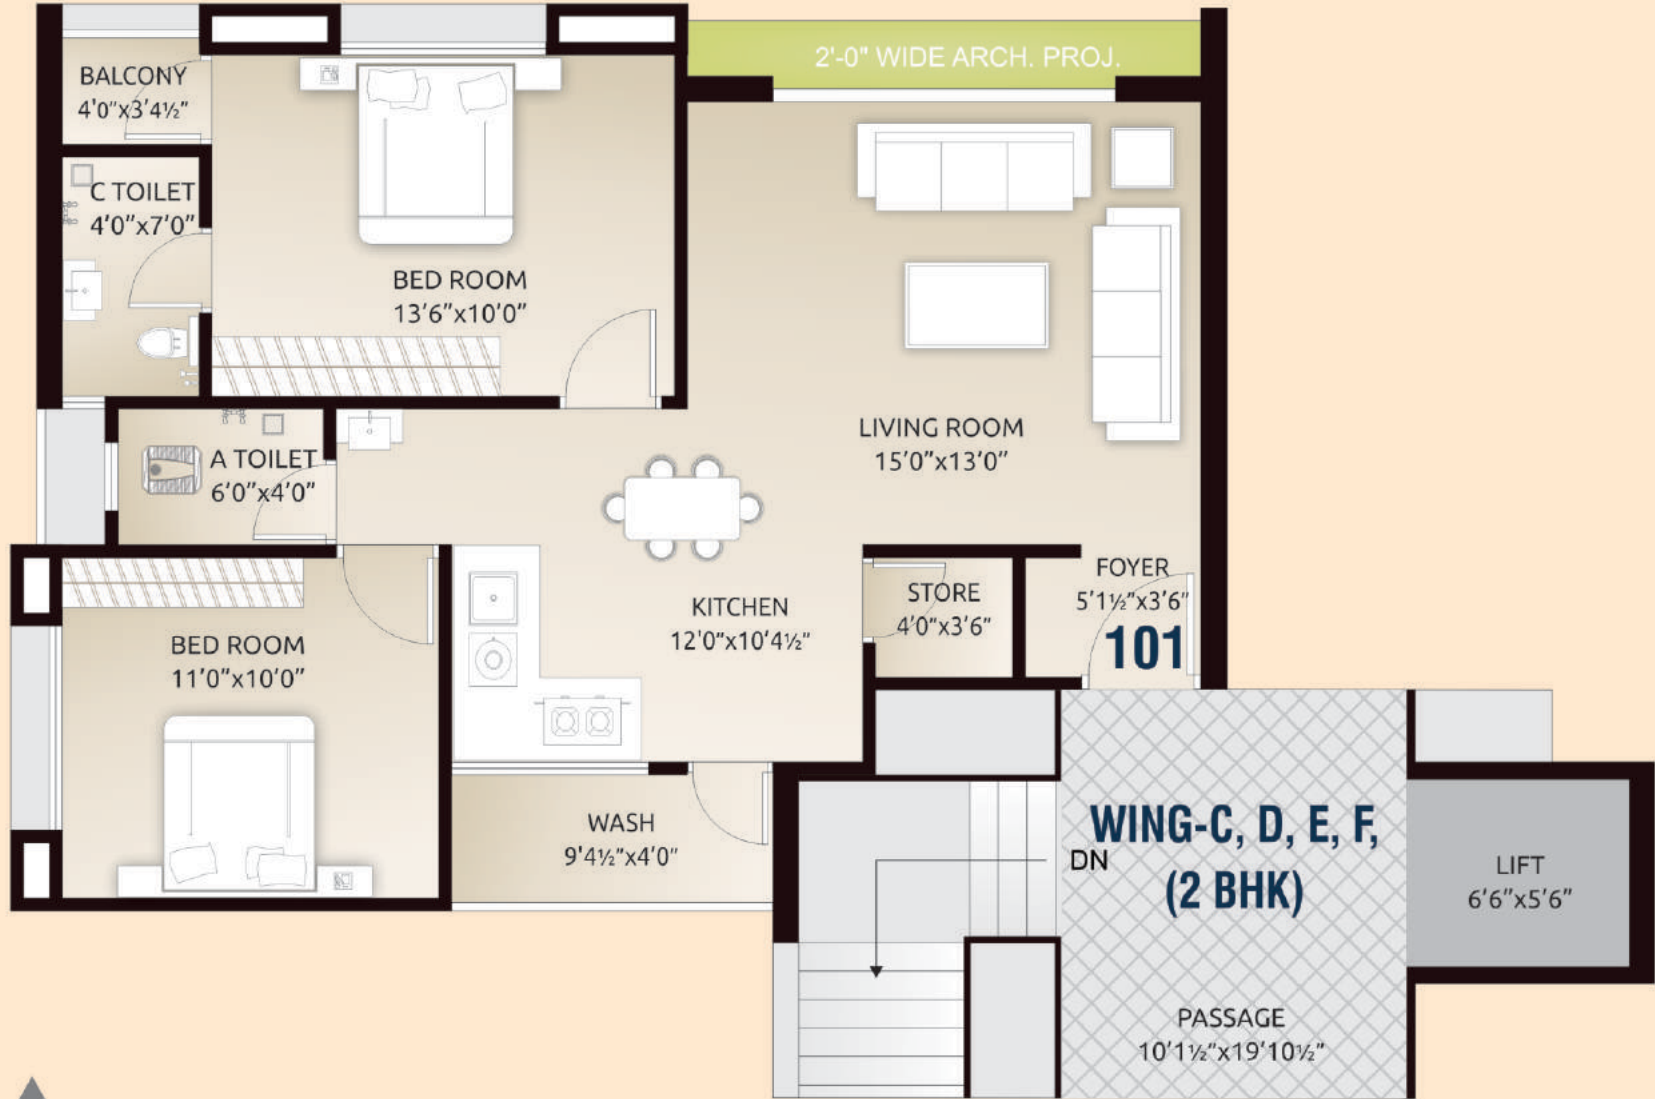 2'-0" WIDE ARCH. PROJ.
BALCONY
4'0"x3'4½"
C TOILET
4'0"x7'0"
BED ROOM
13'6"x10'0"
LIVING ROOM
15'0"x13'0"
A TOILET
6'0"x4'0"
FOYER
5'1½"x3'6"
101
STORE
4'0"x3'6"
KITCHEN
12'0"x10'4½"
BED ROOM
11'0"x10'0"
WASH
9'4½"x4'0"
WING-C, D, E, F,
(2 BHK)
DN
LIFT
6'6"x5'6"
PASSAGE
10'1½"x19'10½"